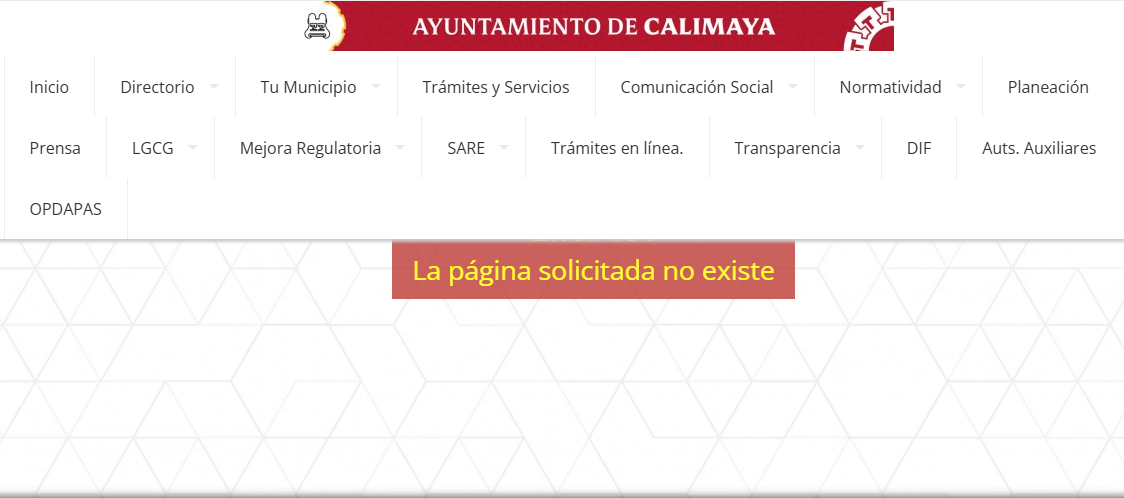 AYUNTAMIENTO DE CALIMAYA
Inicio Directorio Tu Municipio Trámites y Servicios Comunicación Social Normatividad Planeación
Prensa LGCG Mejora Regulatoria SARE Trámites en línea. Transparencia DIF Auts. Auxiliares
OPDAPAS
La página solicitada no existe